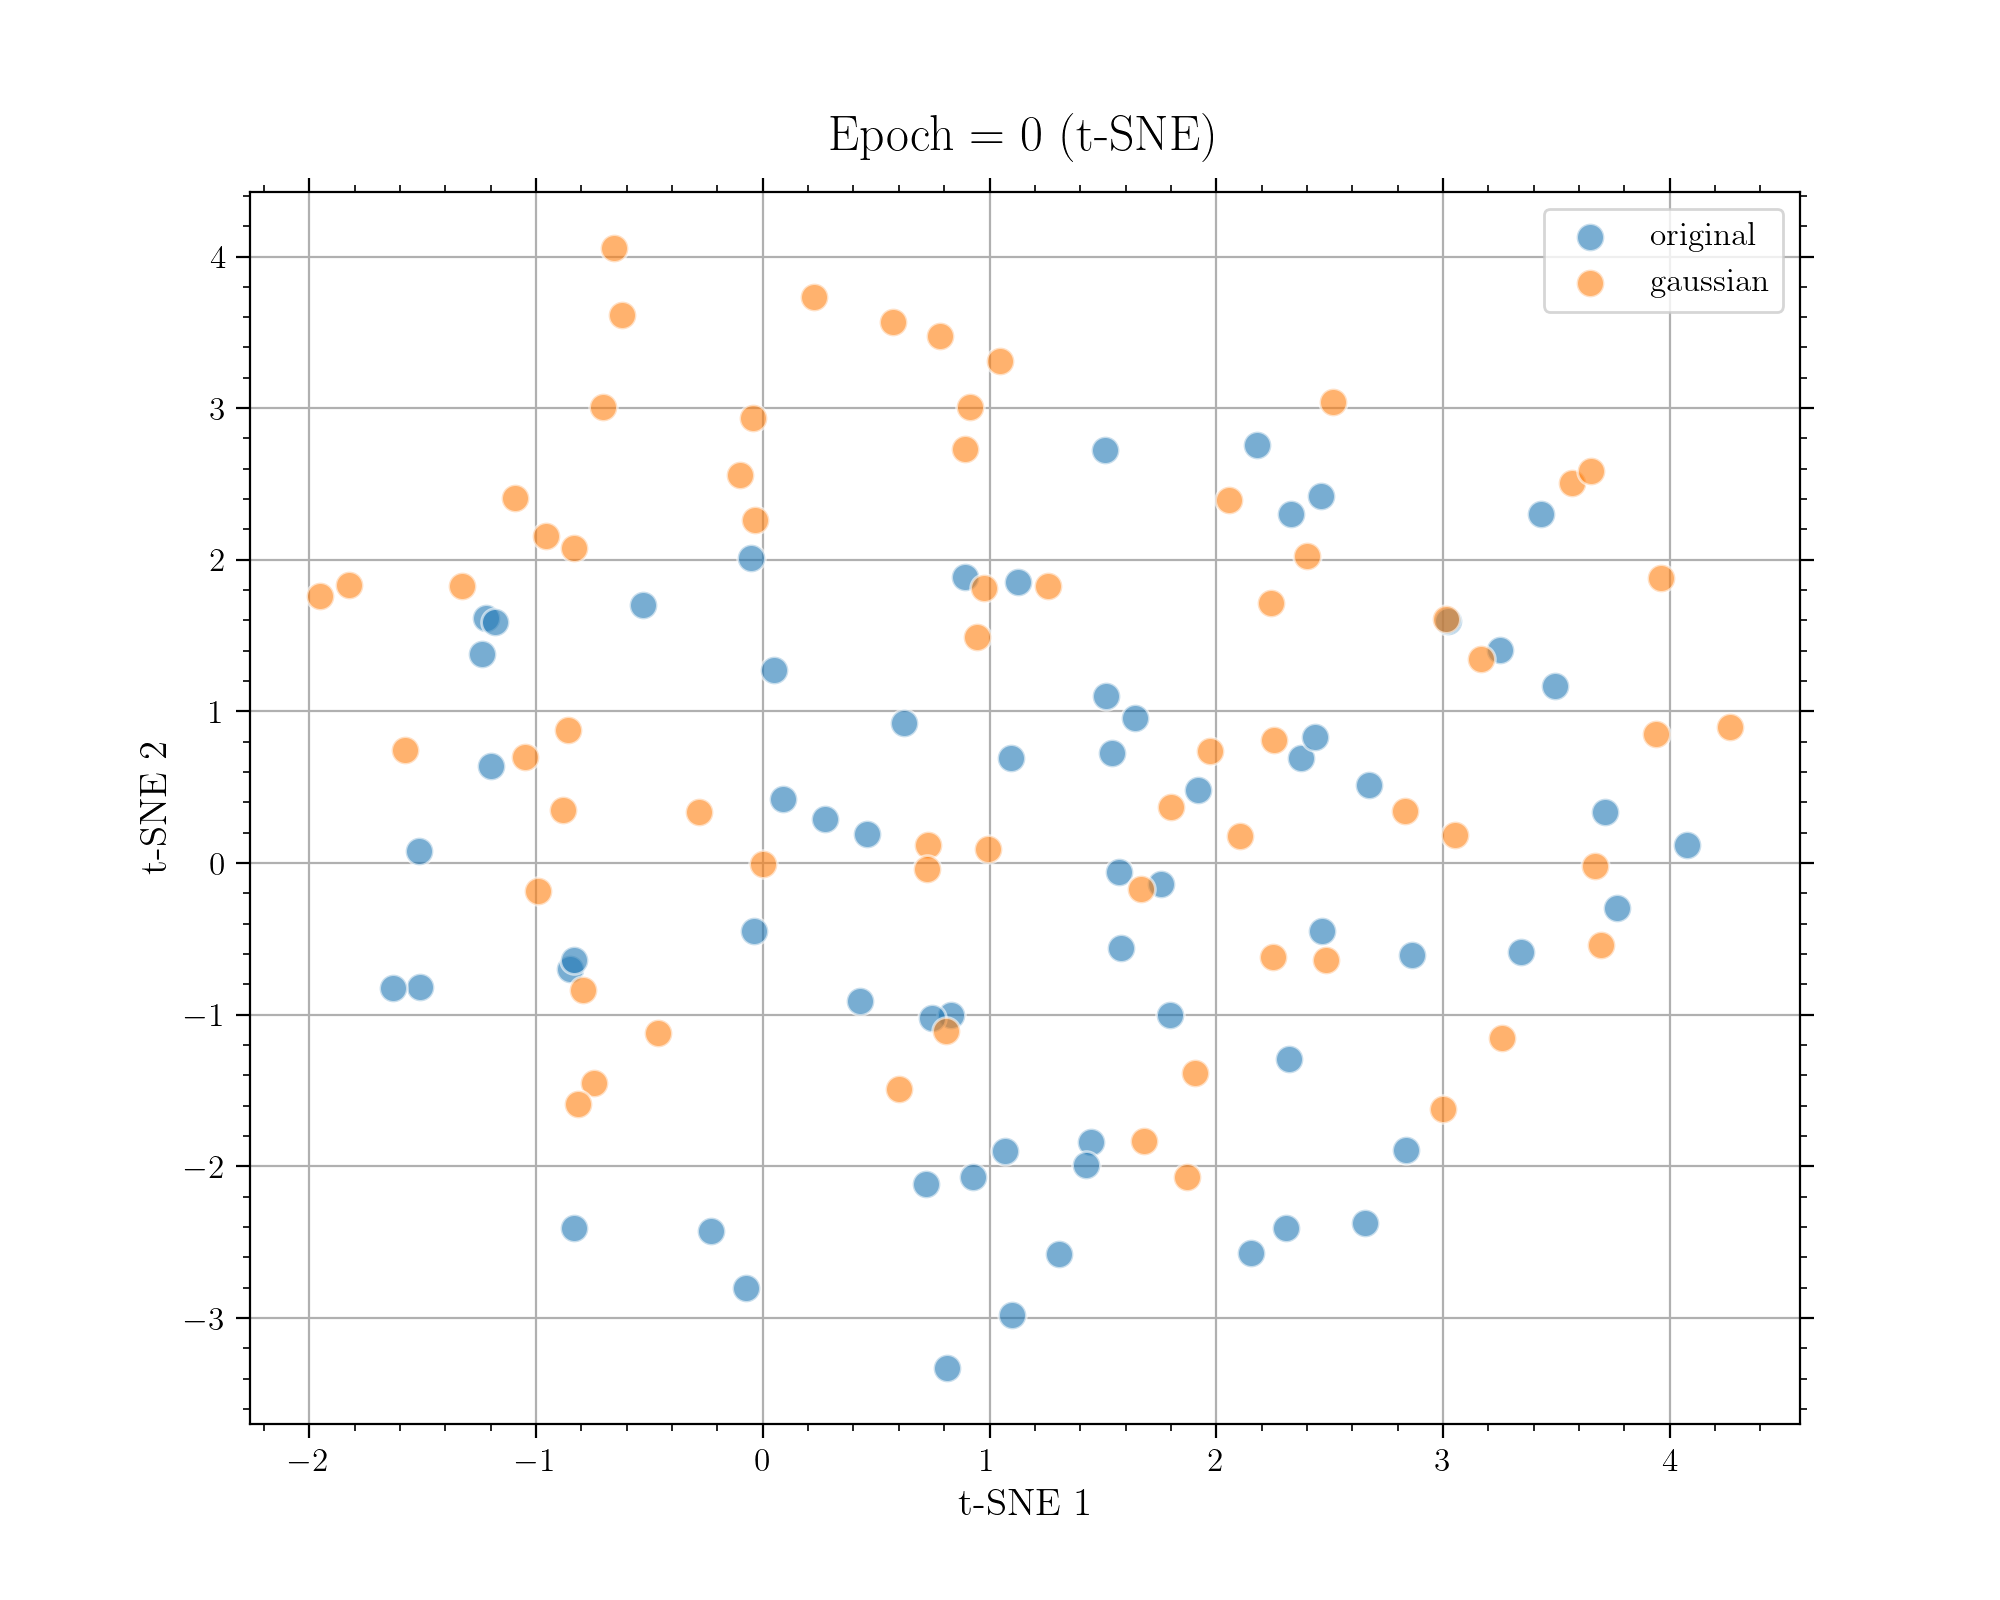 Epoch = 0 (t-SNE)
original
gaussian
4
3
2
1
0
−1
−2
−3
t-SNE 2
−2 −1 0 1 2 3 4
t-SNE 1